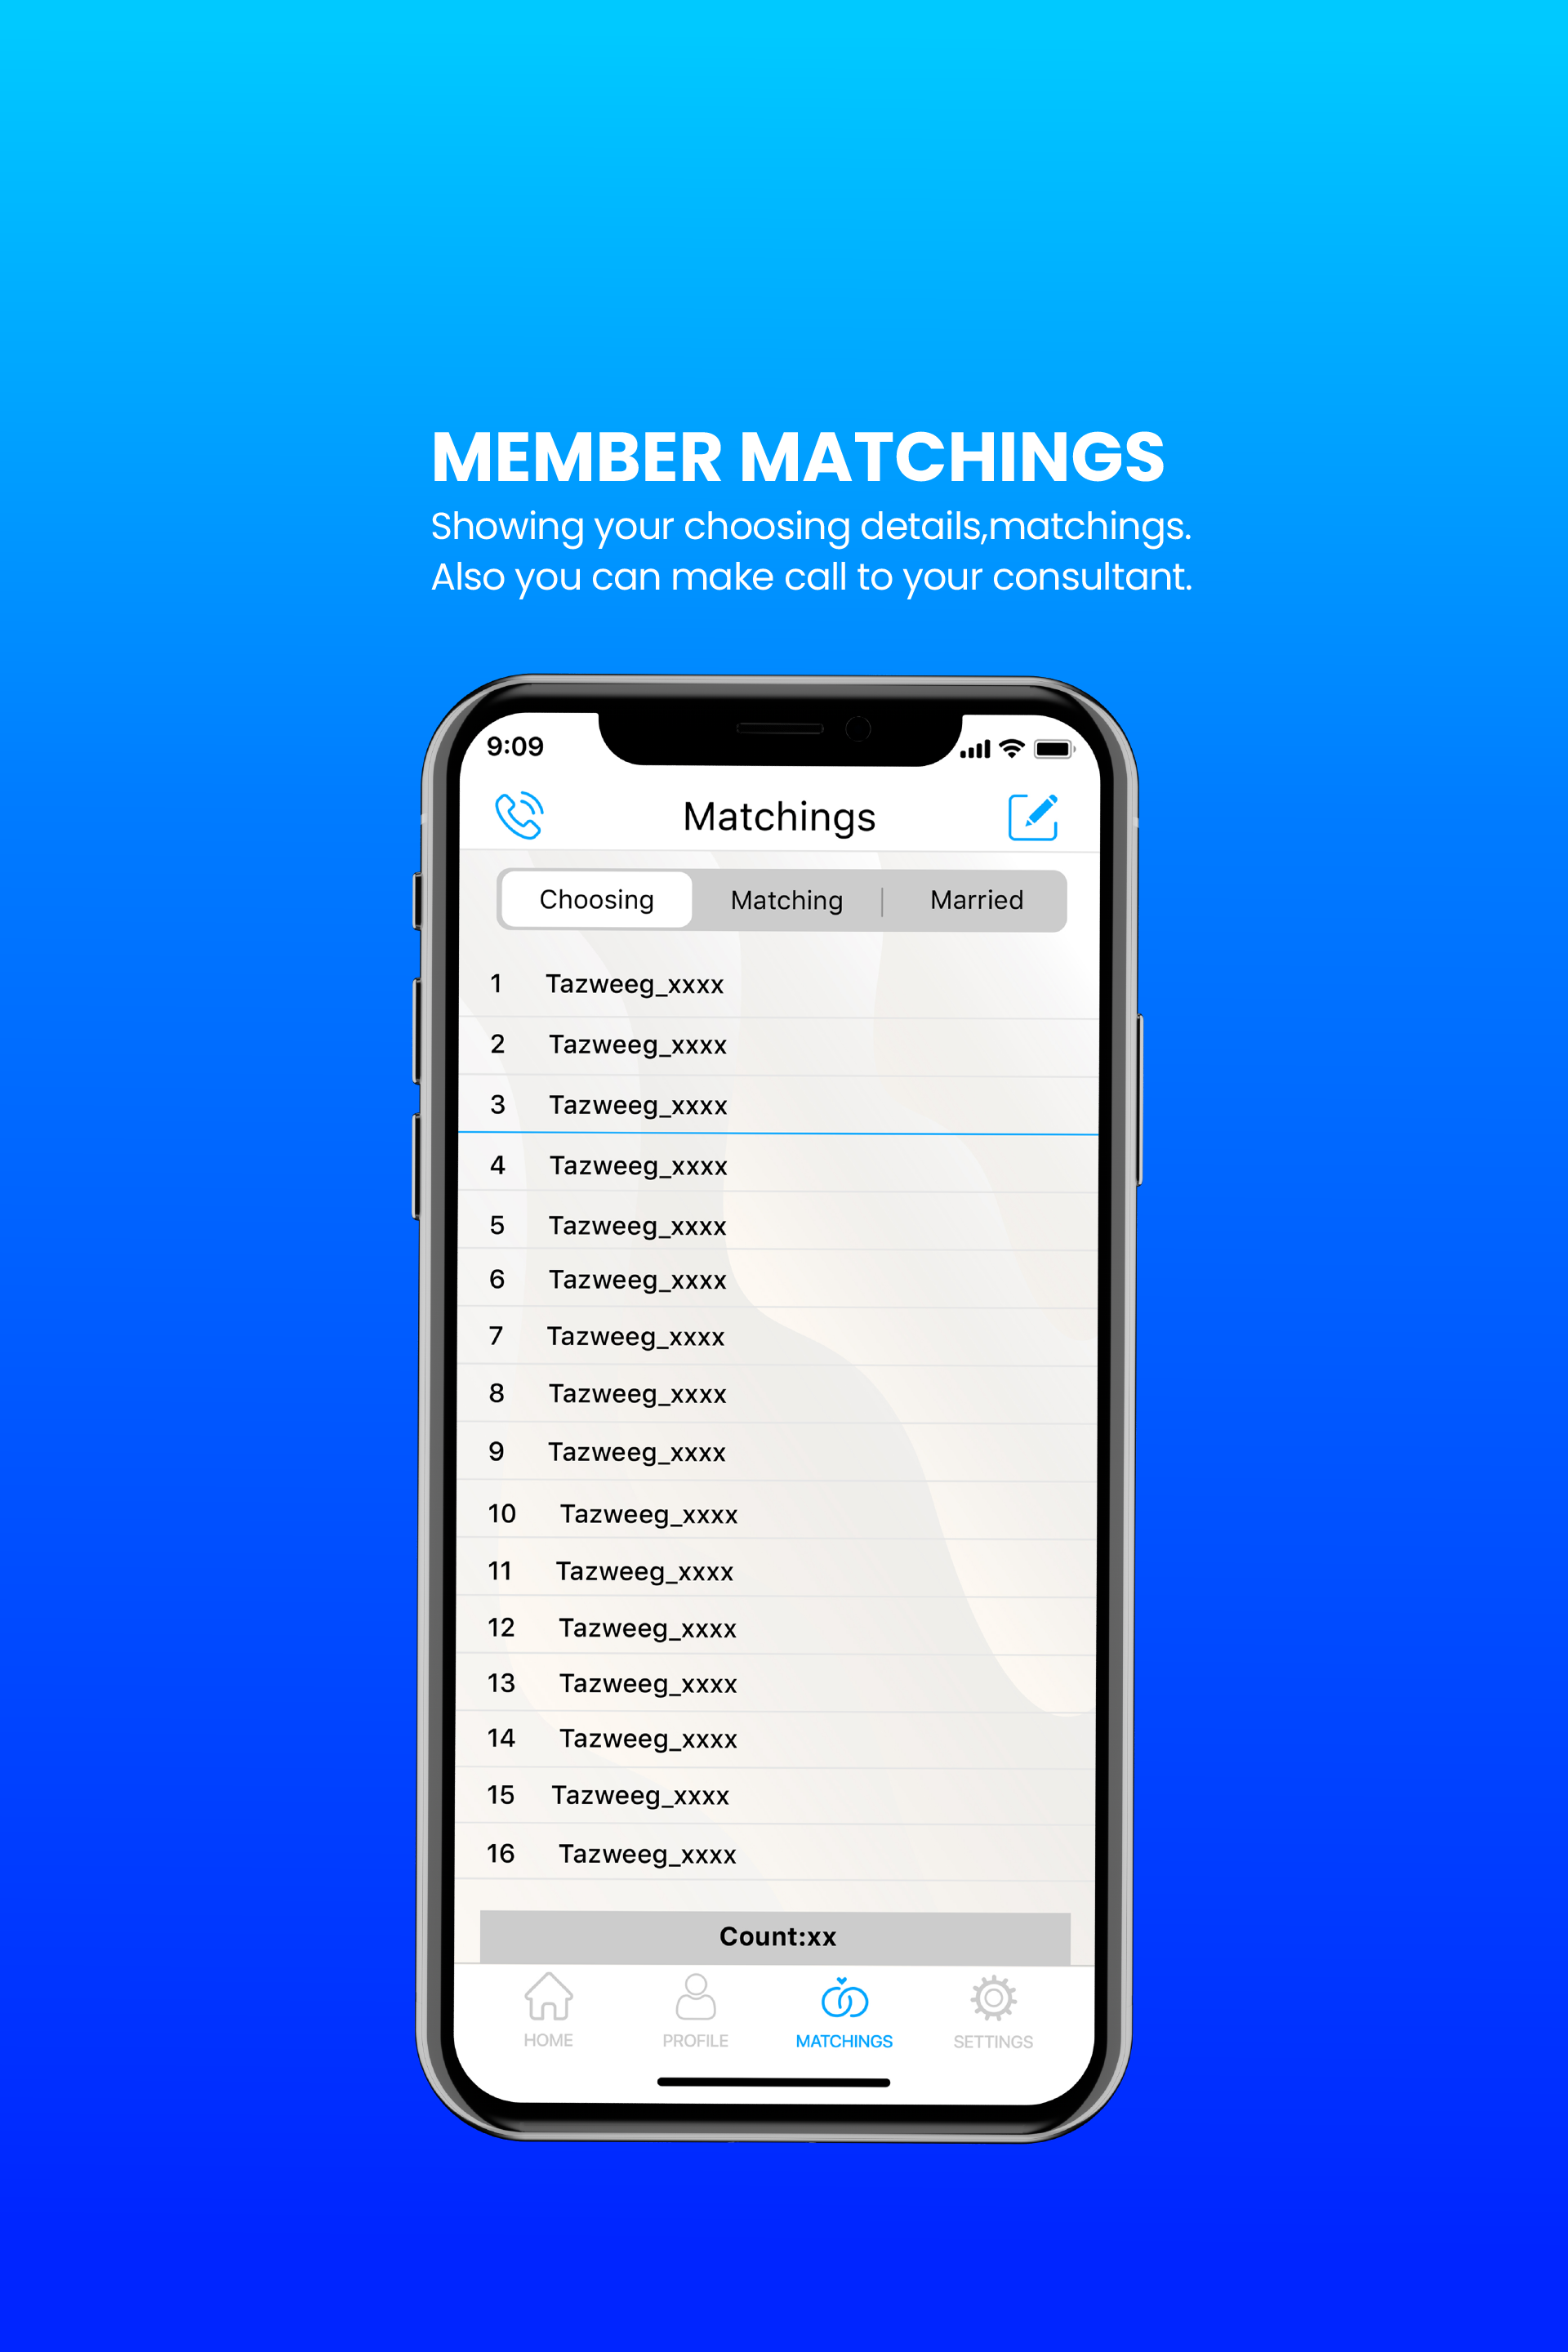 MEMBER MATCHINGS
Showing your choosing details,matchings.
Also you can make call to your consultant.
9:09
Matchings
Choosing Matching Married
1 Tazweeg_xxxx
2 Tazweeg_xxxx
3 Tazweeg_xxxx
4 Tazweeg_xxxx
5 Tazweeg_xxxx
6 Tazweeg_xxxx
7 Tazweeg_xxxx
8 Tazweeg_xxxx
9 Tazweeg_xxxx
10 Tazweeg_xxxx
11 Tazweeg_xxxx
12 Tazweeg_xxxx
13 Tazweeg_xxxx
14 Tazweeg_xxxx
15 Tazweeg_xxxx
16 Tazweeg_xxxx
Count:xx
HOME PROFILE MATCHINGS SETTINGS